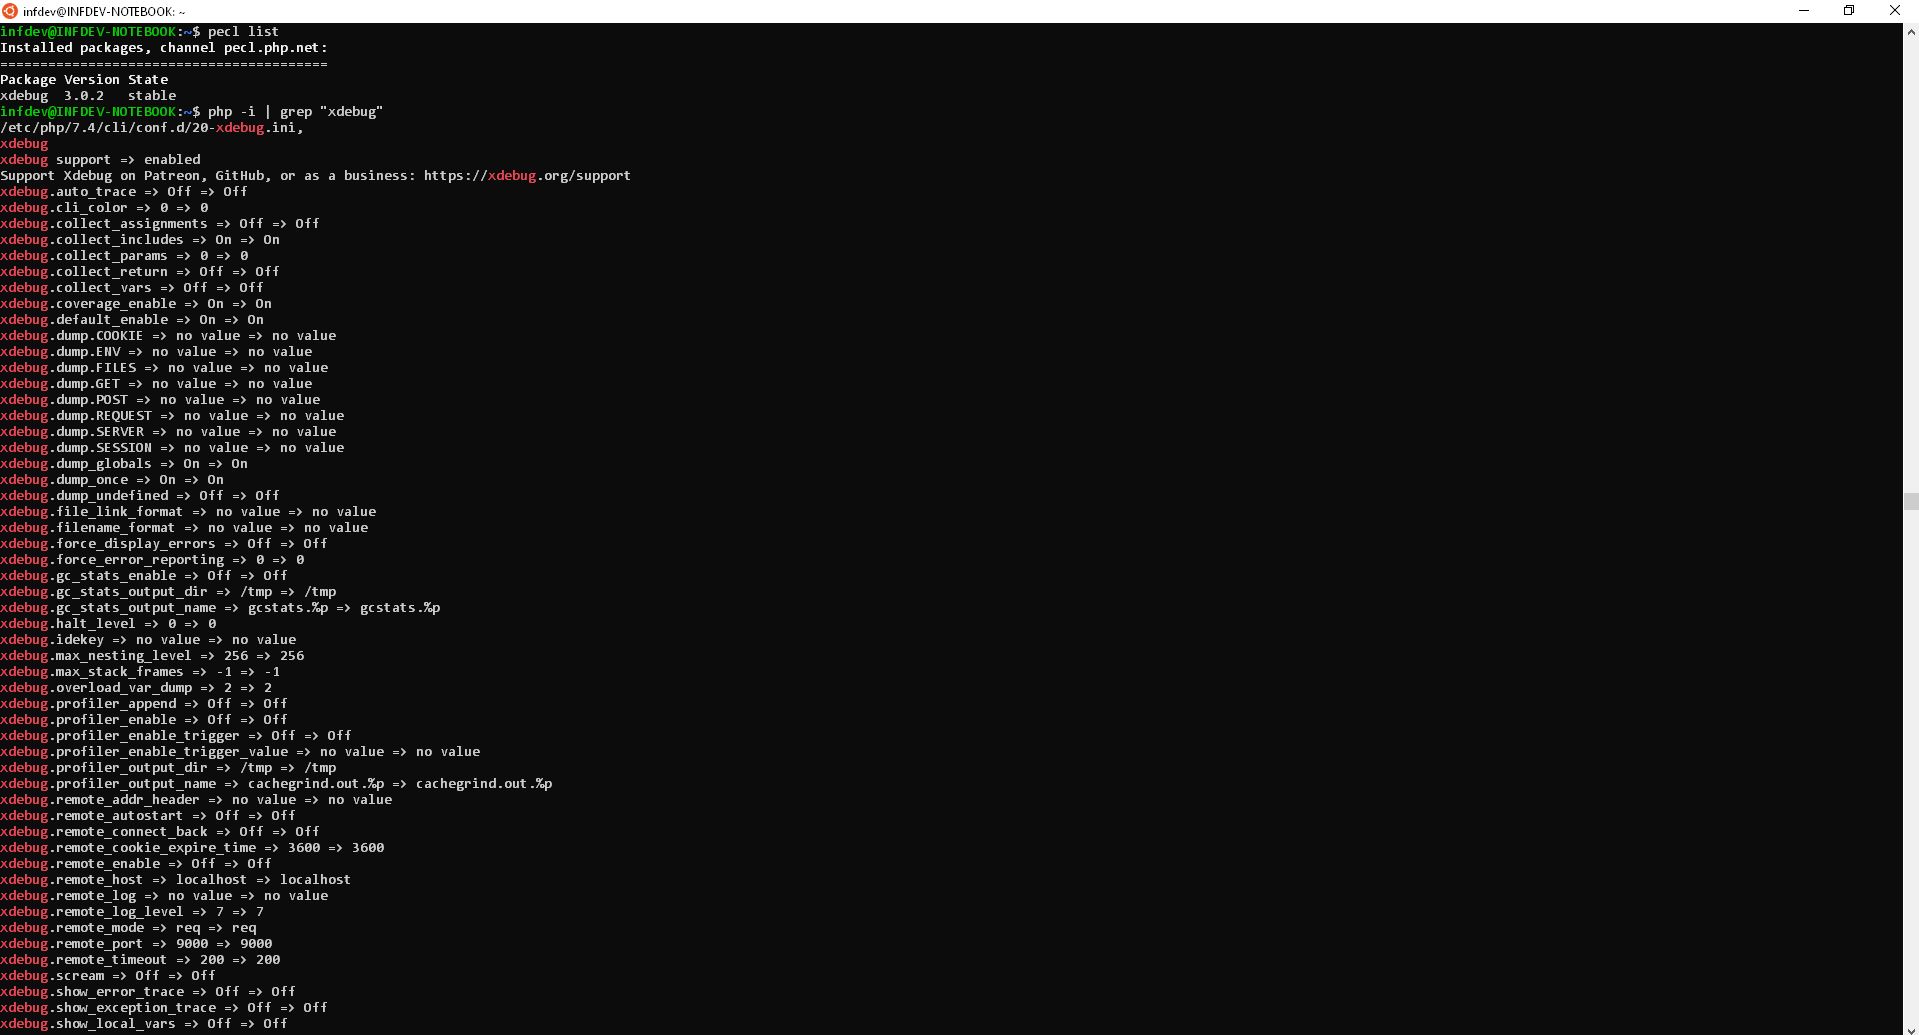 infdev@INFDEV-NOTEBOOK: ~
infdev@INFDEV-NOTEBOOK:~$ pecl list
Installed packages, channel pecl.php.net:
=========================================
Package Version State
xdebug  3.0.2   stable
infdev@INFDEV-NOTEBOOK:~$ php -i | grep "xdebug"
/etc/php/7.4/cli/conf.d/20-xdebug.ini,
xdebug
xdebug support => enabled
Support Xdebug on Patreon, GitHub, or as a business: https://xdebug.org/support
xdebug.auto_trace => Off => Off
xdebug.cli_color => 0 => 0
xdebug.collect_assignments => Off => Off
xdebug.collect_includes => On => On
xdebug.collect_params => 0 => 0
xdebug.collect_return => Off => Off
xdebug.collect_vars => Off => Off
xdebug.coverage_enable => On => On
xdebug.default_enable => On => On
xdebug.dump.COOKIE => no value => no value
xdebug.dump.ENV => no value => no value
xdebug.dump.FILES => no value => no value
xdebug.dump.GET => no value => no value
xdebug.dump.POST => no value => no value
xdebug.dump.REQUEST => no value => no value
xdebug.dump.SERVER => no value => no value
xdebug.dump.SESSION => no value => no value
xdebug.dump_globals => On => On
xdebug.dump_once => On => On
xdebug.dump_undefined => Off => Off
xdebug.file_link_format => no value => no value
xdebug.filename_format => no value => no value
xdebug.force_display_errors => Off => Off
xdebug.force_error_reporting => 0 => 0
xdebug.gc_stats_enable => Off => Off
xdebug.gc_stats_output_dir => /tmp => /tmp
xdebug.gc_stats_output_name => gcstats.%p => gcstats.%p
xdebug.halt_level => 0 => 0
xdebug.idekey => no value => no value
xdebug.max_nesting_level => 256 => 256
xdebug.max_stack_frames => -1 => -1
xdebug.overload_var_dump => 2 => 2
xdebug.profiler_append => Off => Off
xdebug.profiler_enable => Off => Off
xdebug.profiler_enable_trigger => Off => Off
xdebug.profiler_enable_trigger_value => no value => no value
xdebug.profiler_output_dir => /tmp => /tmp
xdebug.profiler_output_name => cachegrind.out.%p => cachegrind.out.%p
xdebug.remote_addr_header => no value => no value
xdebug.remote_autostart => Off => Off
xdebug.remote_connect_back => Off => Off
xdebug.remote_cookie_expire_time => 3600 => 3600
xdebug.remote_enable => Off => Off
xdebug.remote_host => localhost => localhost
xdebug.remote_log => no value => no value
xdebug.remote_log_level => 7 => 7
xdebug.remote_mode => req => req
xdebug.remote_port => 9000 => 9000
xdebug.remote_timeout => 200 => 200
xdebug.scream => Off => Off
xdebug.show_error_trace => Off => Off
xdebug.show_exception_trace => Off => Off
xdebug.show_local_vars => Off => Off